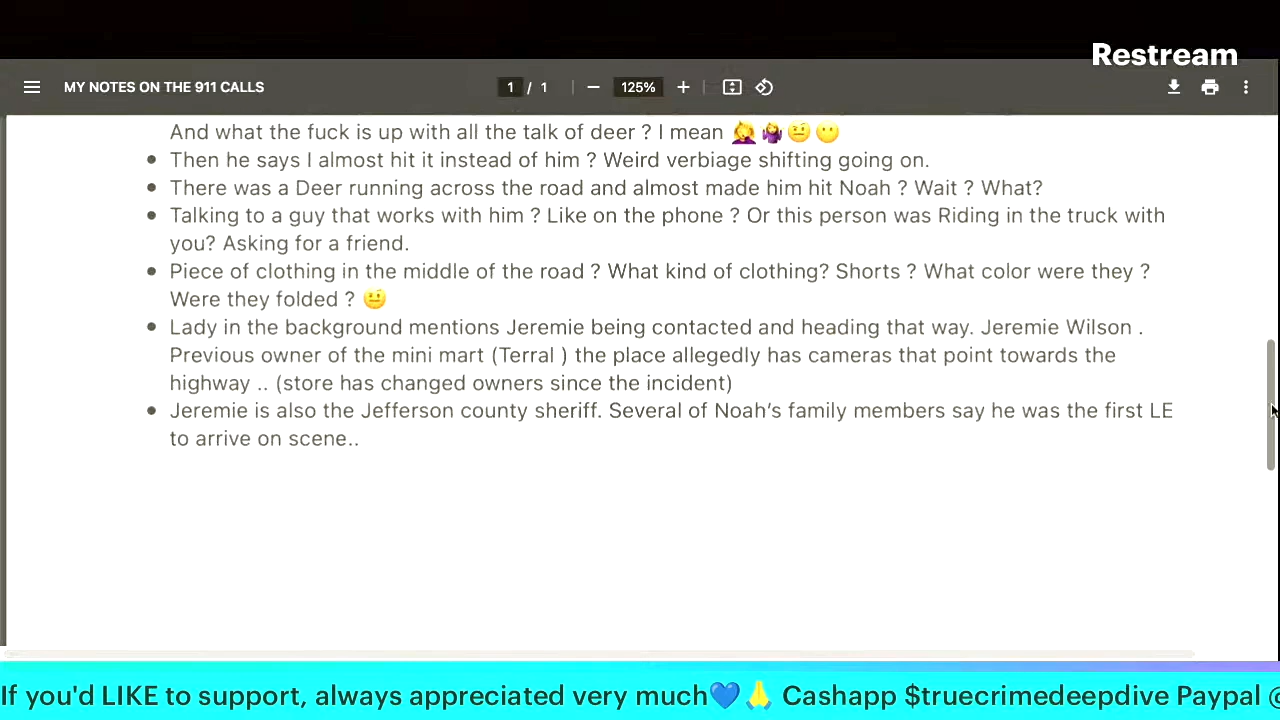 Restream
MY NOTES ON THE 911 CALLS
1 / 1
125%
And what the fuck is up with all the talk of deer ? I mean 🤦‍♀️🤷‍♀️🤨😶
• Then he says I almost hit it instead of him ? Weird verbiage shifting going on.
• There was a Deer running across the road and almost made him hit Noah ? Wait ? What?
• Talking to a guy that works with him ? Like on the phone ? Or this person was Riding in the truck with
you? Asking for a friend.
• Piece of clothing in the middle of the road ? What kind of clothing? Shorts ? What color were they ?
Were they folded ? 🤨
• Lady in the background mentions Jeremie being contacted and heading that way. Jeremie Wilson .
Previous owner of the mini mart (Terral ) the place allegedly has cameras that point towards the
highway .. (store has changed owners since the incident)
• Jeremie is also the Jefferson county sheriff. Several of Noah’s family members say he was the first LE
to arrive on scene..
If you'd LIKE to support, always appreciated very much💙🙏 Cashapp $truecrimedeepdive Paypal @